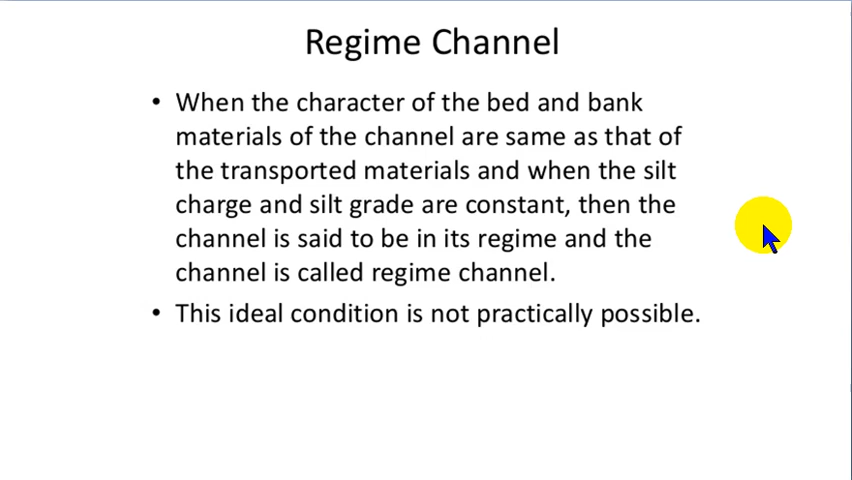 Regime Channel
• When the character of the bed and bank
materials of the channel are same as that of
the transported materials and when the silt
charge and silt grade are constant, then the
channel is said to be in its regime and the
channel is called regime channel.
• This ideal condition is not practically possible.